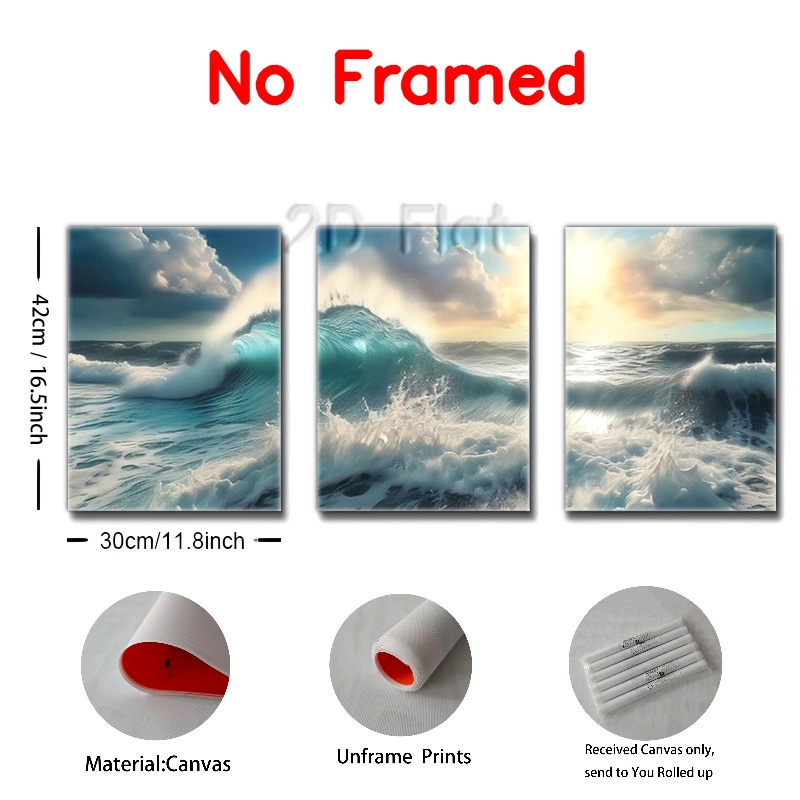 No Framed
2D Flat
42cm / 16.5inch
30cm/11.8inch
Material:Canvas
Unframe Prints
Received Canvas only,
send to You Rolled up